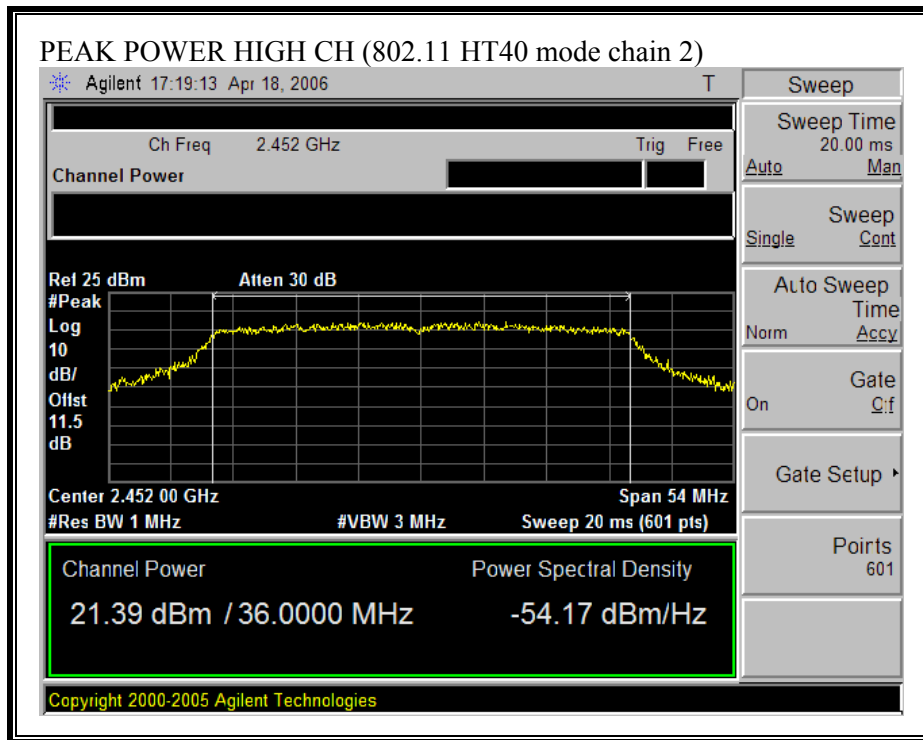 PEAK POWER HIGH CH (802.11 HT40 mode chain 2)
Agilent 17:19:13 Apr 18, 2006 T
Sweep
Ch Freq 2.452 GHz Trig Free
Channel Power
Sweep Time
20.00 ms
Auto Man
Sweep
Single Cont
Auto Sweep
Time
Norm Accy
Gate
On Off
Gate Setup
Points
601
Ref 25 dBm Atten 30 dB
#Peak
Log
10
dB/
Offst
11.5
dB
Center 2.452 00 GHz Span 54 MHz
#Res BW 1 MHz #VBW 3 MHz Sweep 20 ms (601 pts)
Channel Power Power Spectral Density
21.39 dBm / 36.0000 MHz -54.17 dBm/Hz
Copyright 2000-2005 Agilent Technologies